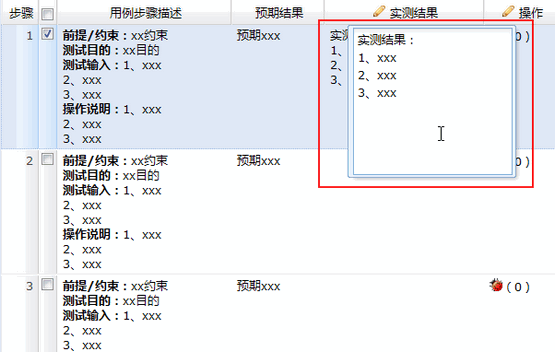 步骤 用例步骤描述 预期结果 实测结果 操作
1 前提/约束：xx约束 预期xxx 实
测试目的：xx目的 1、
测试输入：1、xxx 2、
2、xxx 3、
3、xxx
操作说明：1、xxx
2、xxx
3、xxx
实测结果：
1、xxx
2、xxx
3、xxx
0 )
2 前提/约束：xx约束 预期xxx
测试目的：xx目的
测试输入：1、xxx
2、xxx
3、xxx
操作说明：1、xxx
2、xxx
3、xxx
3 前提/约束：xx约束 预期xxx ( 0 )
测试目的：xx目的
测试输入：1、xxx
2、xxx
3、xxx